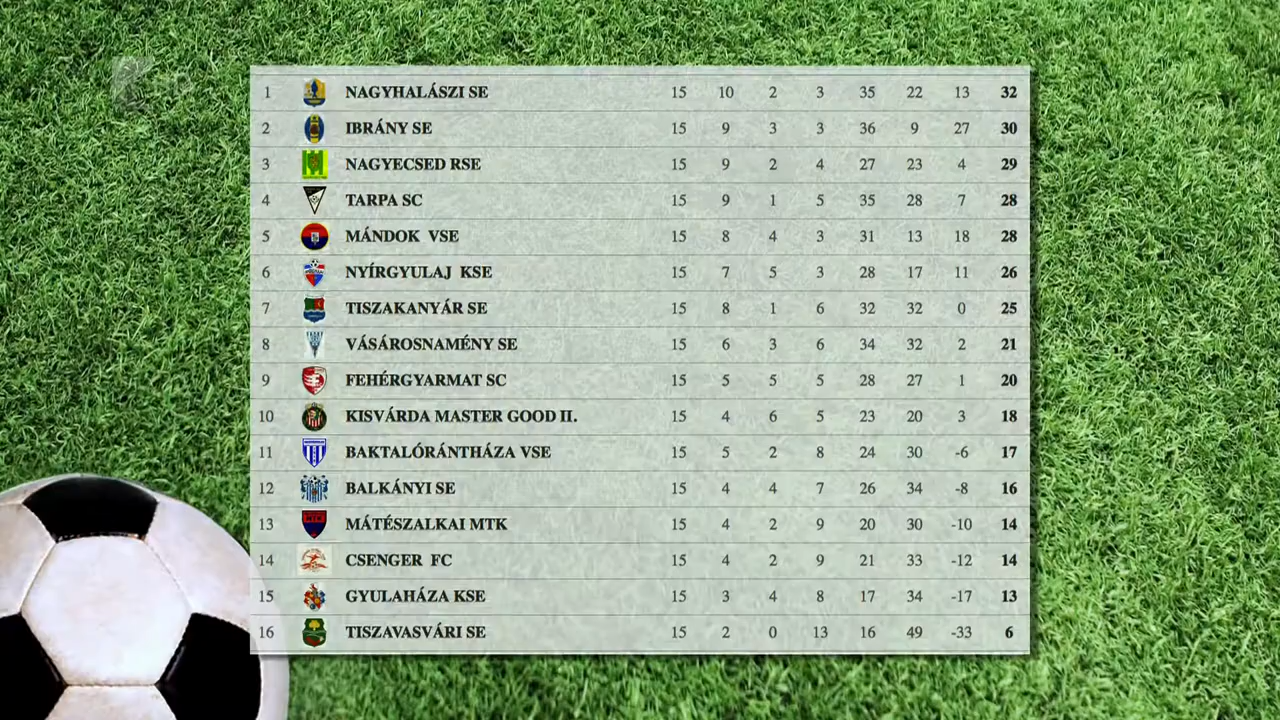 1 NAGYHALÁSZI SE 15 10 2 3 35 22 13 32
2 IBRÁNY SE 15 9 3 3 36 9 27 30
3 NAGYECSED RSE 15 9 2 4 27 23 4 29
4 TARPA SC 15 9 1 5 35 28 7 28
5 MÁNDOK VSE 15 8 4 3 31 13 18 28
6 NYÍRGYULAJ KSE 15 7 5 3 28 17 11 26
7 TISZAKANYÁR SE 15 8 1 6 32 32 0 25
8 VÁSÁROSNAMÉNY SE 15 6 3 6 34 32 2 21
9 FEHÉRGYARMAT SC 15 5 5 5 28 27 1 20
10 KISVÁRDA MASTER GOOD II. 15 4 6 5 23 20 3 18
11 BAKTALÓRÁNTHÁZA VSE 15 5 2 8 24 30 -6 17
12 BALKÁNYI SE 15 4 4 7 26 34 -8 16
13 MÁTÉSZALKAI MTK 15 4 2 9 20 30 -10 14
14 CSENGER FC 15 4 2 9 21 33 -12 14
15 GYULAHÁZA KSE 15 3 4 8 17 34 -17 13
16 TISZAVASVÁRI SE 15 2 0 13 16 49 -33 6